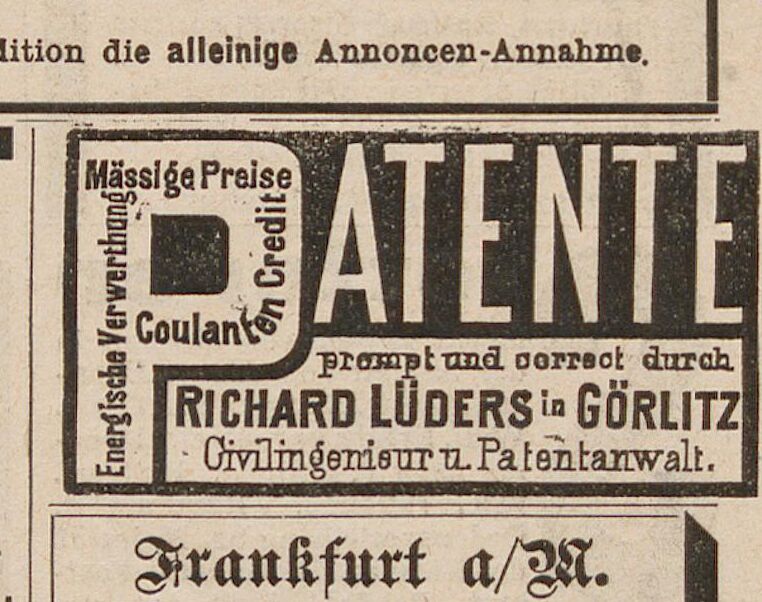 die alleinige Annoncen-Annahme.
PATENTE
Mässige Preise
Energische Verwerthung
Coulanten Credit
prompt und correct durch
RICHARD LÜDERS in GÖRLITZ
Civilingenieur u. Patentanwalt.
Frankfurt a/M.